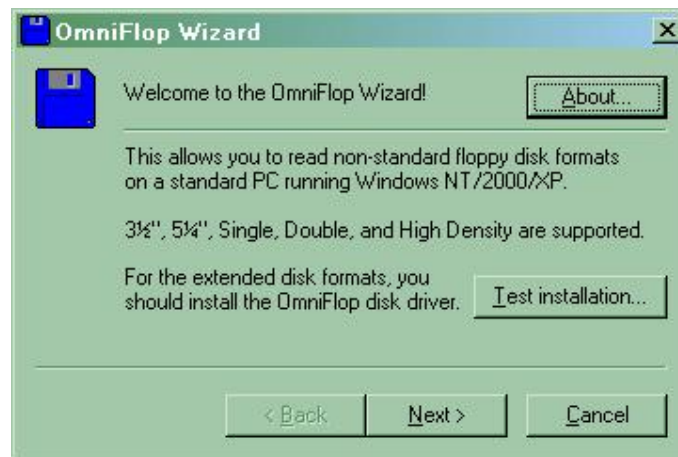 OmniFlop Wizard
Welcome to the OmniFlop Wizard!
About...
This allows you to read non-standard floppy disk formats
on a standard PC running Windows NT/2000/XP.
3½", 5¼", Single, Double, and High Density are supported.
For the extended disk formats, you
should install the OmniFlop disk driver.
Test installation...
< Back
Next >
Cancel